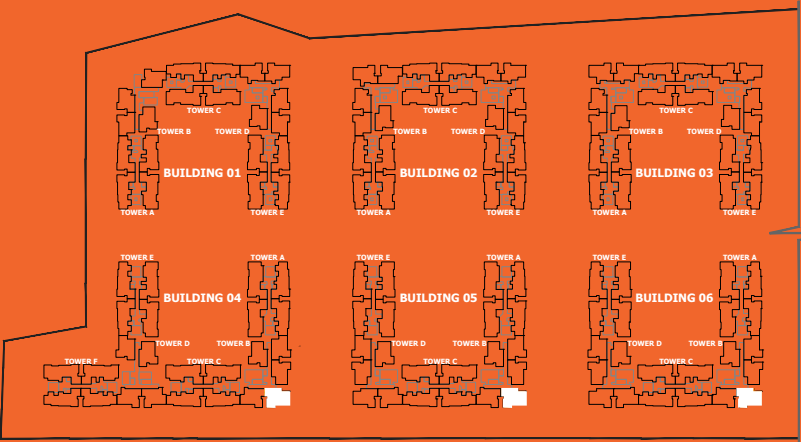 TOWER C TOWER C TOWER C
TOWER B TOWER D TOWER B TOWER D TOWER B TOWER D
BUILDING 01 BUILDING 02 BUILDING 03
TOWER A TOWER E TOWER A TOWER E TOWER A TOWER E
TOWER E TOWER A TOWER E TOWER A TOWER E TOWER A
BUILDING 04 BUILDING 05 BUILDING 06
TOWER D TOWER B TOWER D TOWER B TOWER D TOWER B
TOWER F TOWER C TOWER C TOWER C